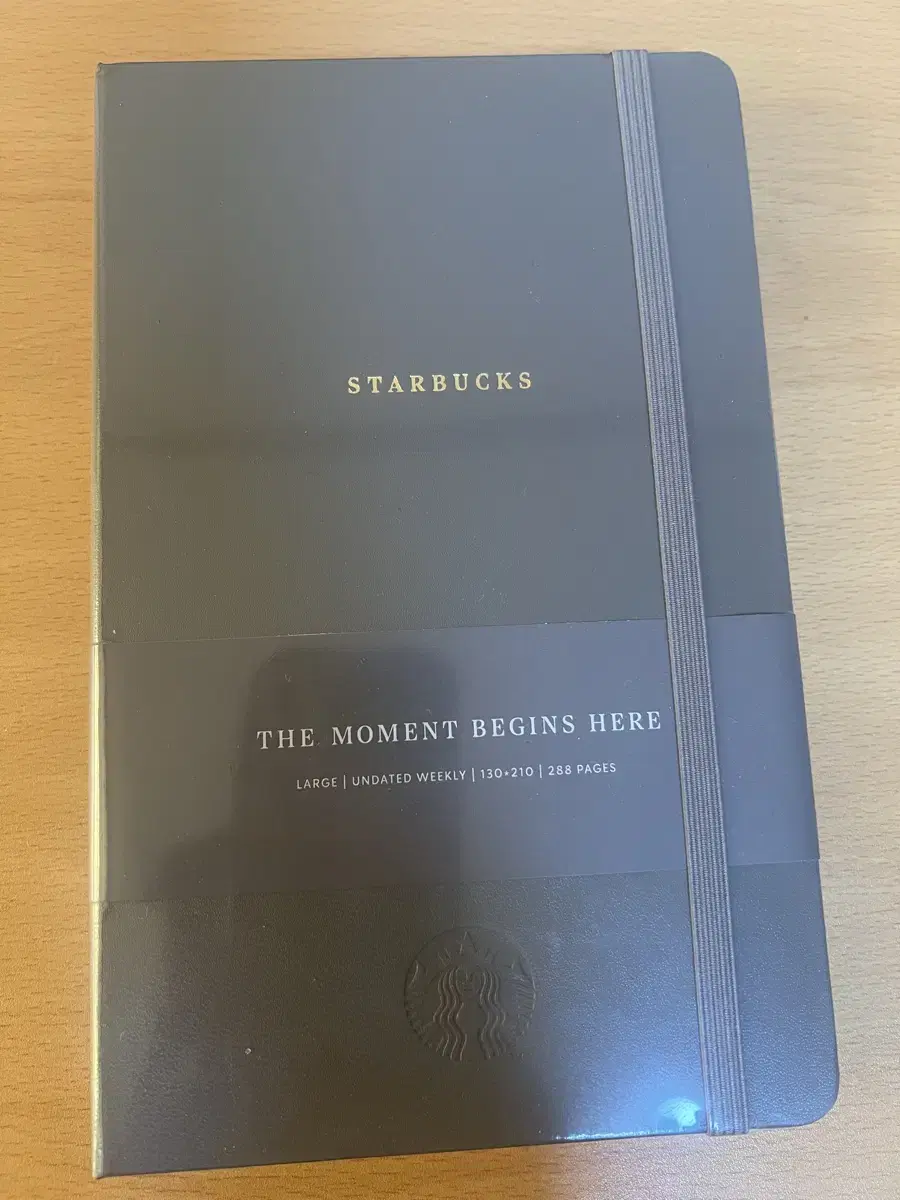 STARBUCKS
THE MOMENT BEGINS HERE
LARGE | UNDATED WEEKLY | 130*210 | 288 PAGES